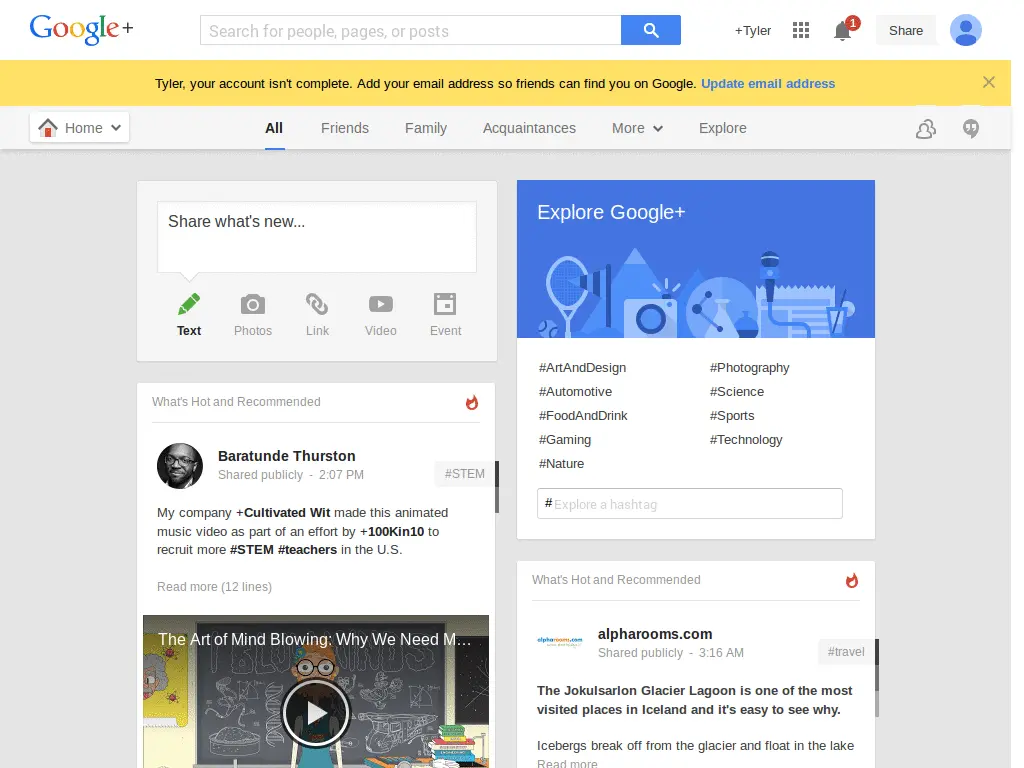 Google+
Search for people, pages, or posts
+Tyler
1
Share
Tyler, your account isn't complete. Add your email address so friends can find you on Google. Update email address
Home
All
Friends
Family
Acquaintances
More
Explore
Share what's new...
Text
Photos
Link
Video
Event
What's Hot and Recommended
Baratunde Thurston
Shared publicly - 2:07 PM
#STEM
My company +Cultivated Wit made this animated
music video as part of an effort by +100Kin10 to
recruit more #STEM #teachers in the U.S.
Read more (12 lines)
The Art of Mind Blowing: Why We Need M…
Explore Google+
#ArtAndDesign
#Photography
#Automotive
#Science
#FoodAndDrink
#Sports
#Gaming
#Technology
#Nature
# Explore a hashtag
What's Hot and Recommended
alpharooms.com
alpharooms.com
Shared publicly - 3:16 AM
#travel
The Jokulsarlon Glacier Lagoon is one of the most
visited places in Iceland and it's easy to see why.
Icebergs break off from the glacier and float in the lake
Read more